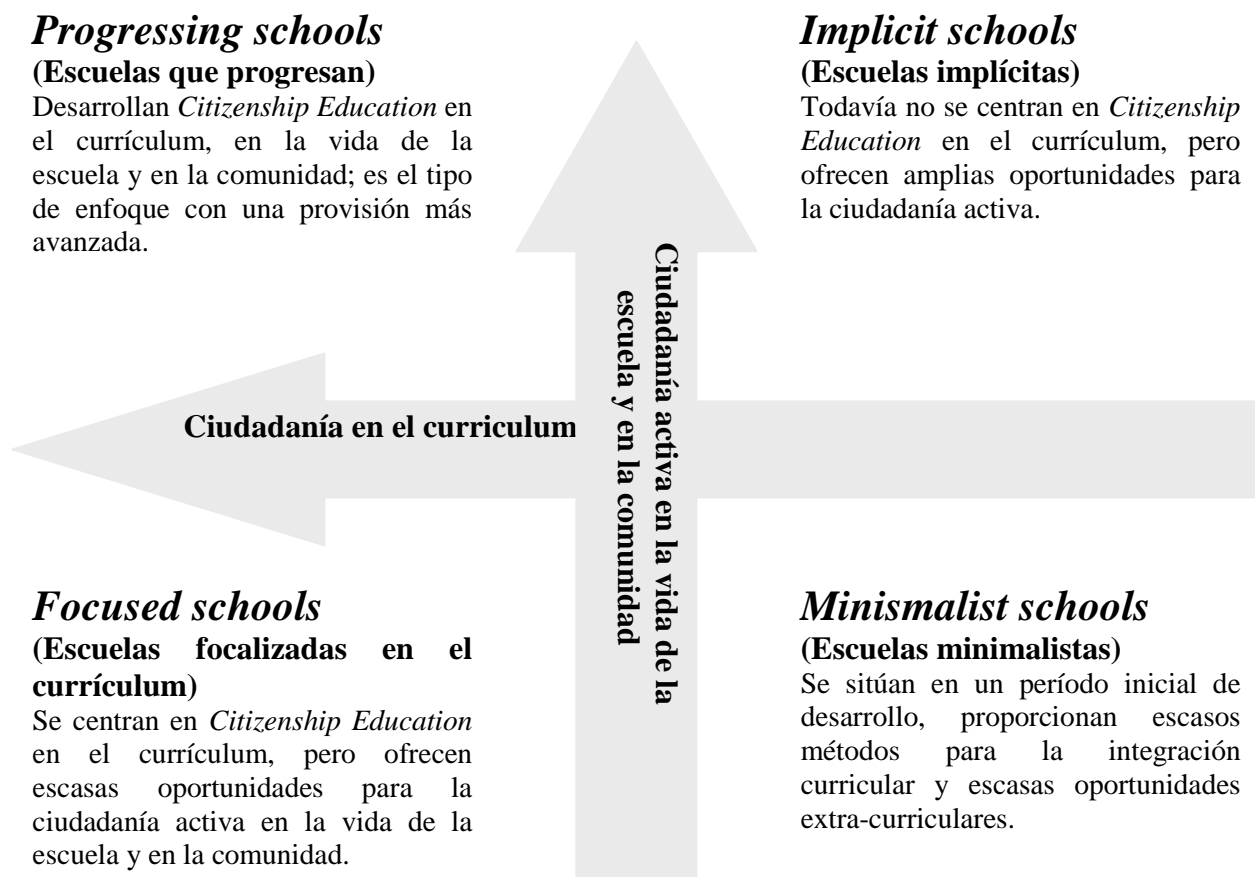 Progressing schools
(Escuelas que progresan)
Desarrollan Citizenship Education en
el currículum, en la vida de la
escuela y en la comunidad; es el tipo
de enfoque con una provisión más
avanzada.
Implicit schools
(Escuelas implícitas)
Todavía no se centran en Citizenship
Education en el currículum, pero
ofrecen amplias oportunidades para
la ciudadanía activa.
Ciudadanía activa en la vida de la
escuela y en la comunidad
Ciudadanía en el curriculum
Focused schools
(Escuelas focalizadas en el
currículum)
Se centran en Citizenship Education
en el currículum, pero ofrecen
escasas oportunidades para la
ciudadanía activa en la vida de la
escuela y en la comunidad.
Minismalist schools
(Escuelas minimalistas)
Se sitúan en un período inicial de
desarrollo, proporcionan escasos
métodos para la integración
curricular y escasas oportunidades
extra-curriculares.